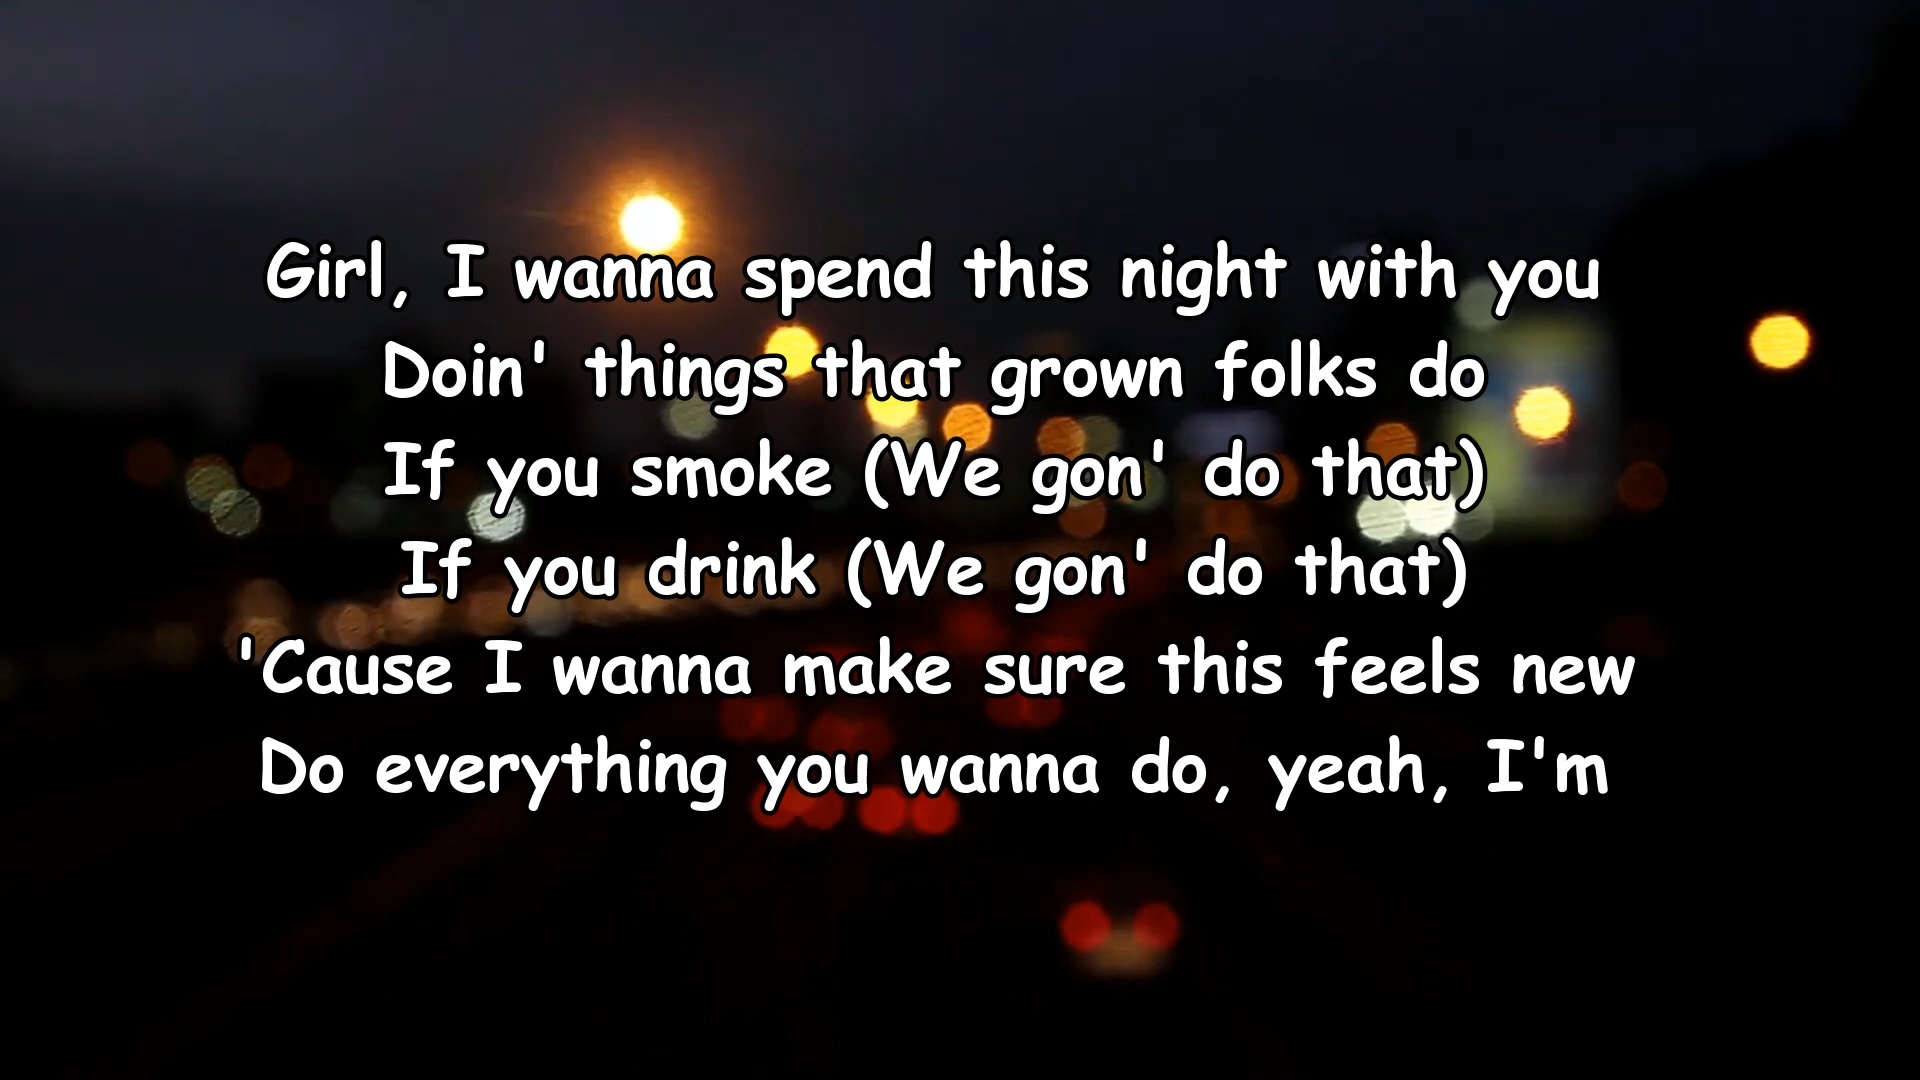 Girl, I wanna spend this night with you
Doin' things that grown folks do
If you smoke (We gon' do that)
If you drink (We gon' do that)
'Cause I wanna make sure this feels new
Do everything you wanna do, yeah, I'm